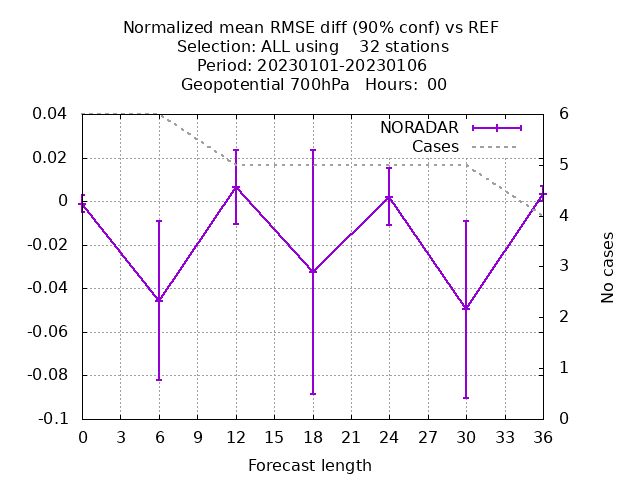 Normalized mean RMSE diff (90% conf) vs REF
Selection: ALL using    32 stations
Period: 20230101-20230106
Geopotential 700hPa   Hours:  00
NORADAR
Cases
0.04
0.02
0
-0.02
-0.04
-0.06
-0.08
-0.1
6
5
4
3
2
1
0
No cases
0 3 6 9 12 15 18 21 24 27 30 33 36
Forecast length